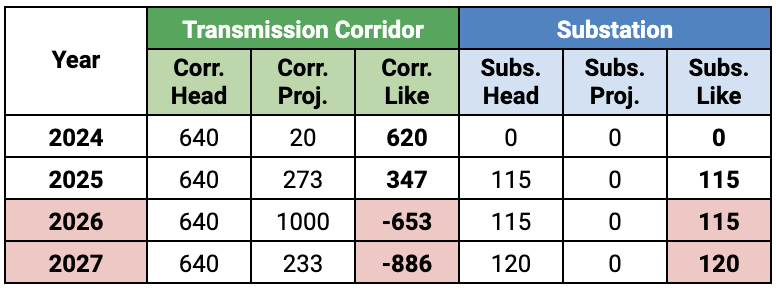 Year Transmission Corridor Substation
Corr. Head Corr. Proj. Corr. Like Subs. Head Subs. Proj. Subs. Like
2024 640 20 620 0 0 0
2025 640 273 347 115 0 115
2026 640 1000 -653 115 0 115
2027 640 233 -886 120 0 120